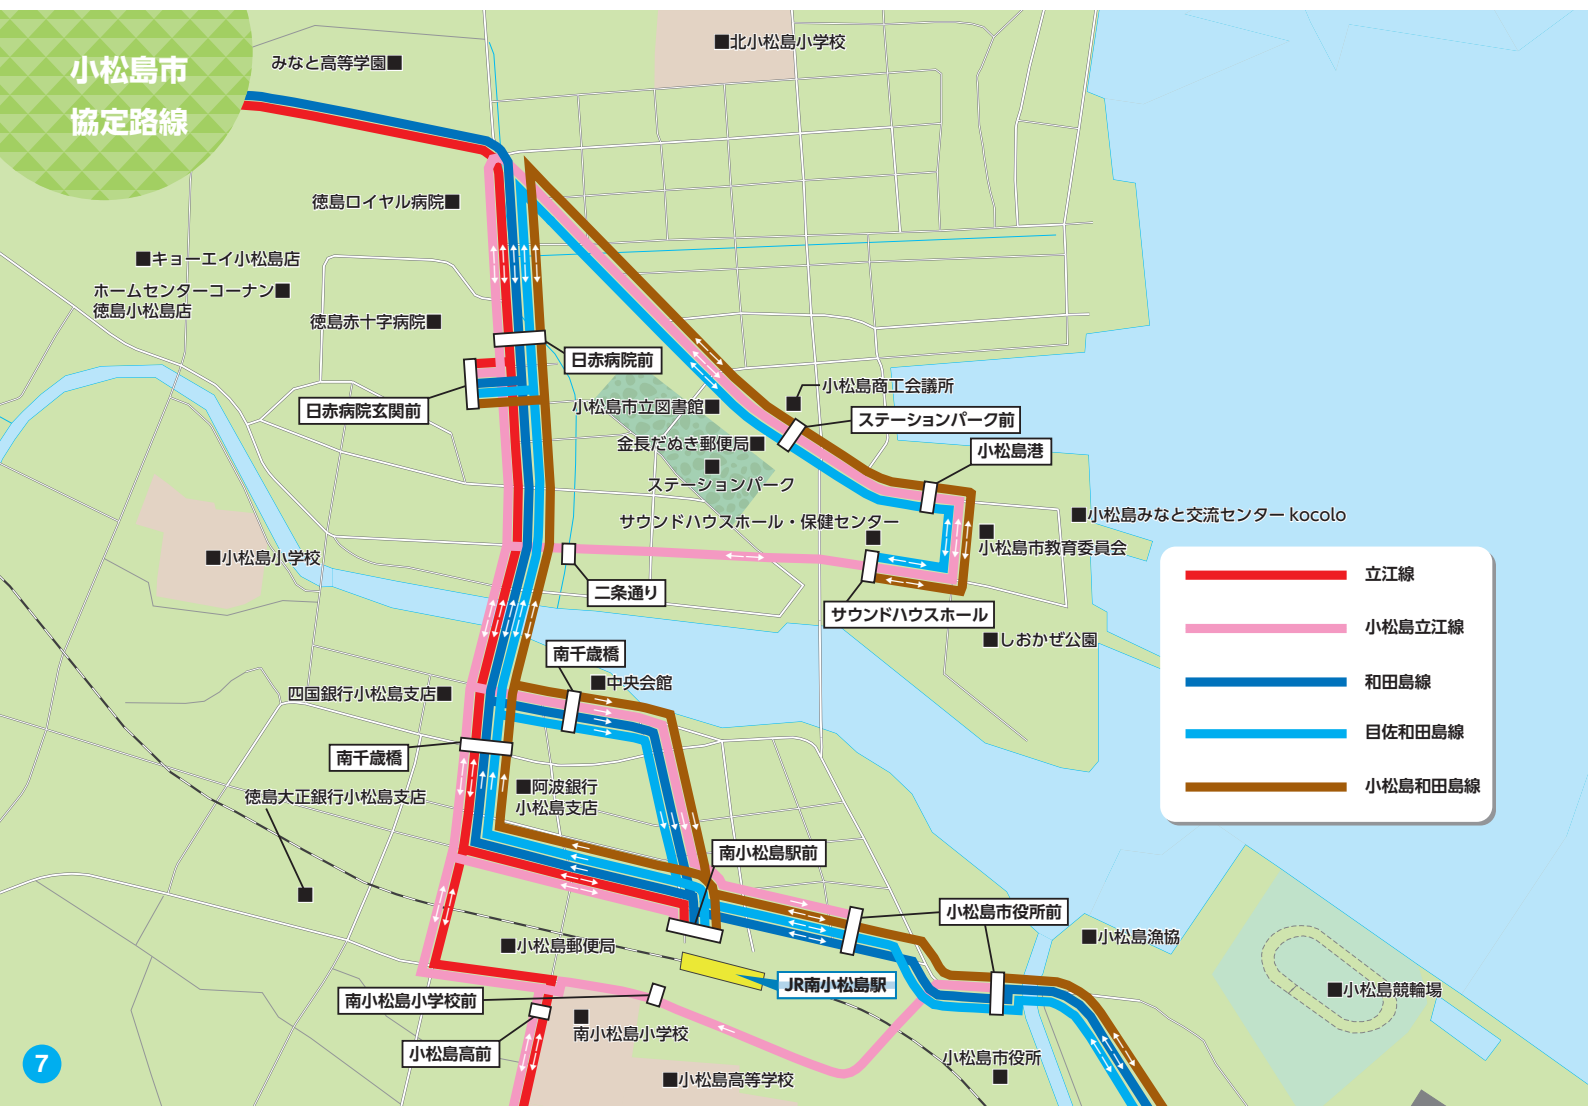 小松島市
協定路線
みなと高等学園■
■北小松島小学校
徳島ロイヤル病院■
■キョーエイ小松島店
ホームセンターコーナン■
徳島小松島店
徳島赤十字病院■
日赤病院前
日赤病院玄関前
小松島市立図書館■
■小松島商工会議所
ステーションパーク前
金長だぬき郵便局■
小松島港
■
ステーションパーク
サウンドハウスホール・保健センター
■
■小松島みなと交流センター kocolo
■
小松島市教育委員会
■小松島小学校
二条通り
サウンドハウスホール
■しおかぜ公園
立江線
小松島立江線
和田島線
目佐和田島線
小松島和田島線
南千歳橋
■中央会館
四国銀行小松島支店■
南千歳橋
■阿波銀行
小松島支店
徳島大正銀行小松島支店
■
南小松島駅前
小松島市役所前
■小松島漁協
■小松島郵便局
JR南小松島駅
南小松島小学校前
■小松島競輪場
■
南小松島小学校
小松島高前
小松島市役所
■
■小松島高等学校
7